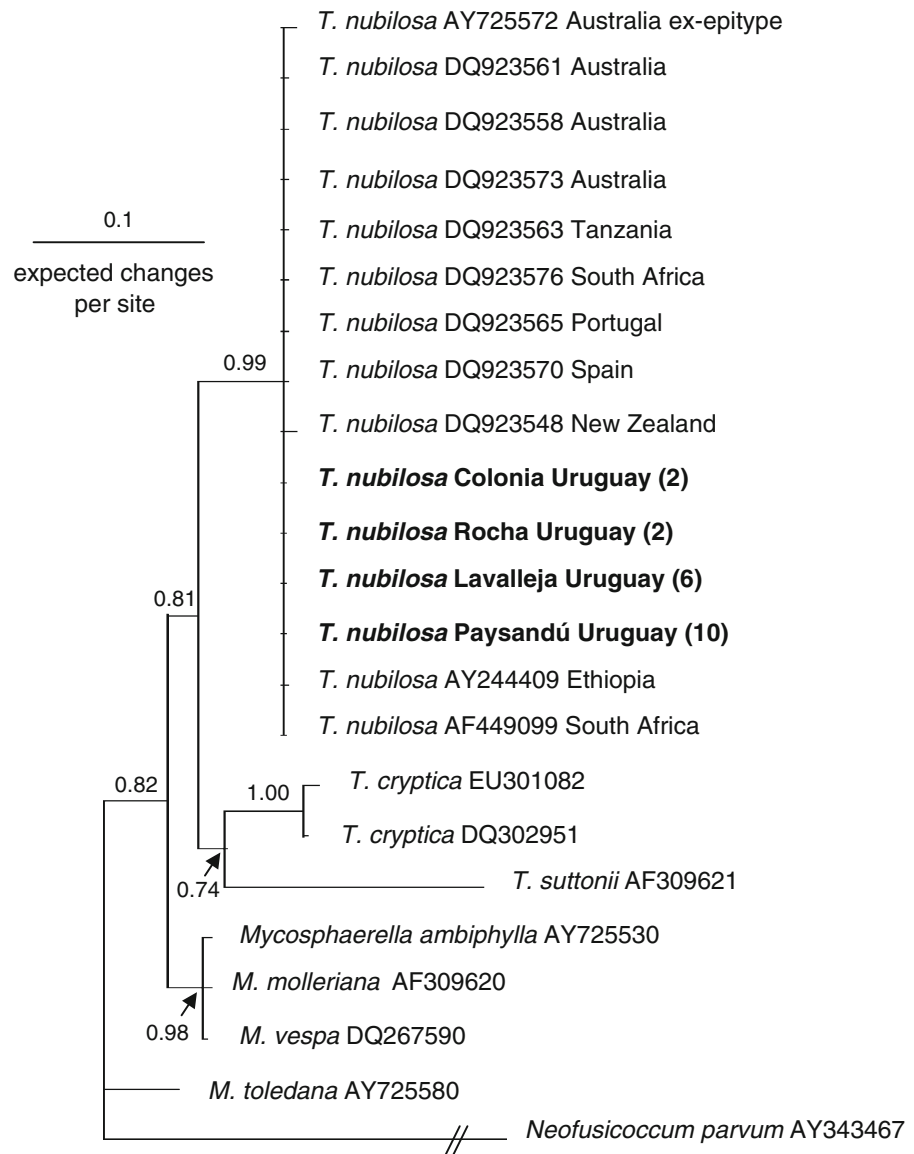 T. nubilosa AY725572 Australia ex-epitype
T. nubilosa DQ923561 Australia
T. nubilosa DQ923558 Australia
T. nubilosa DQ923573 Australia
0.1
expected changes
per site
T. nubilosa DQ923563 Tanzania
T. nubilosa DQ923576 South Africa
T. nubilosa DQ923565 Portugal
0.99
T. nubilosa DQ923570 Spain
T. nubilosa DQ923548 New Zealand
T. nubilosa Colonia Uruguay (2)
T. nubilosa Rocha Uruguay (2)
T. nubilosa Lavalleja Uruguay (6)
0.81
T. nubilosa Paysandú Uruguay (10)
T. nubilosa AY244409 Ethiopia
T. nubilosa AF449099 South Africa
0.82
1.00
T. cryptica EU301082
T. cryptica DQ302951
0.74
T. suttonii AF309621
Mycosphaerella ambiphylla AY725530
M. molleriana AF309620
0.98
M. vespa DQ267590
M. toledana AY725580
Neofusicoccum parvum AY343467